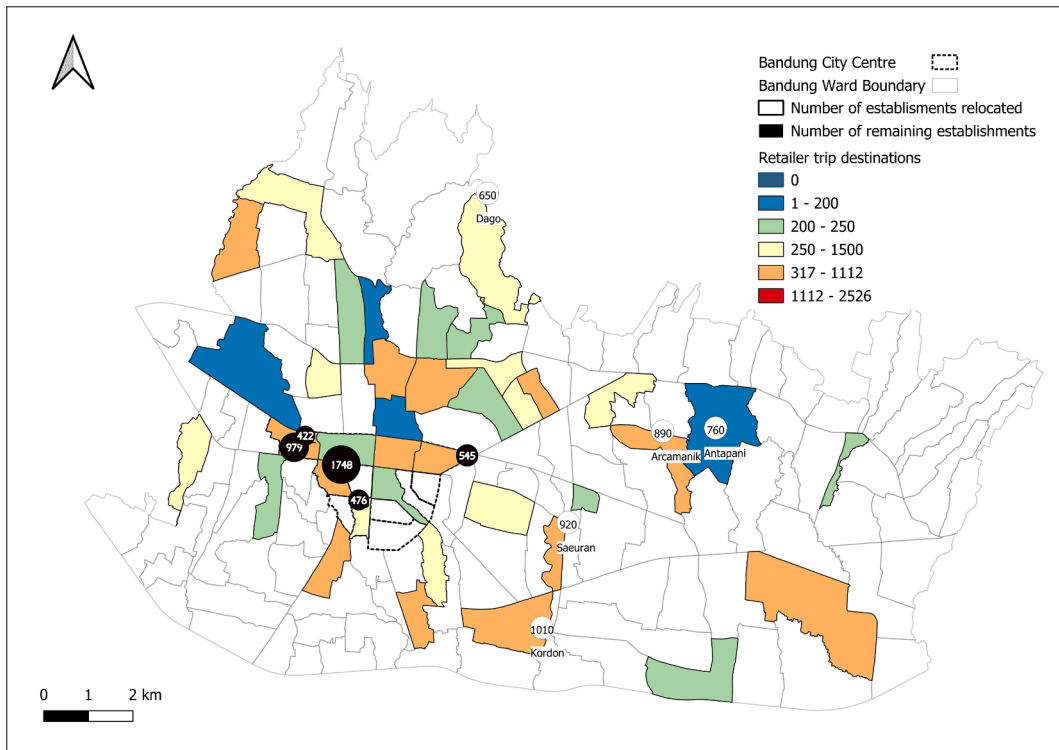 Bandung City Centre
Bandung Ward Boundary
Number of establisments relocated
Number of remaining establishments
Retailer trip destinations
0
1 - 200
200 - 250
250 - 1500
317 - 1112
1112 - 2526
650
Dago
422
979
1748
545
476
890
Arcamanik
760
Antapani
920
Saeuran
1010
Kordon
0 1 2 km